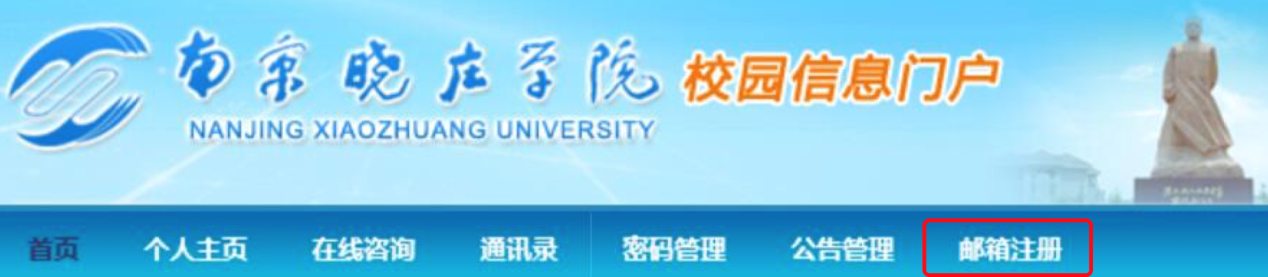 南京晓庄学院 校园信息门户
NANJING XIAOZHUANG UNIVERSITY
首页 个人主页 在线咨询 通讯录 密码管理 公告管理 邮箱注册